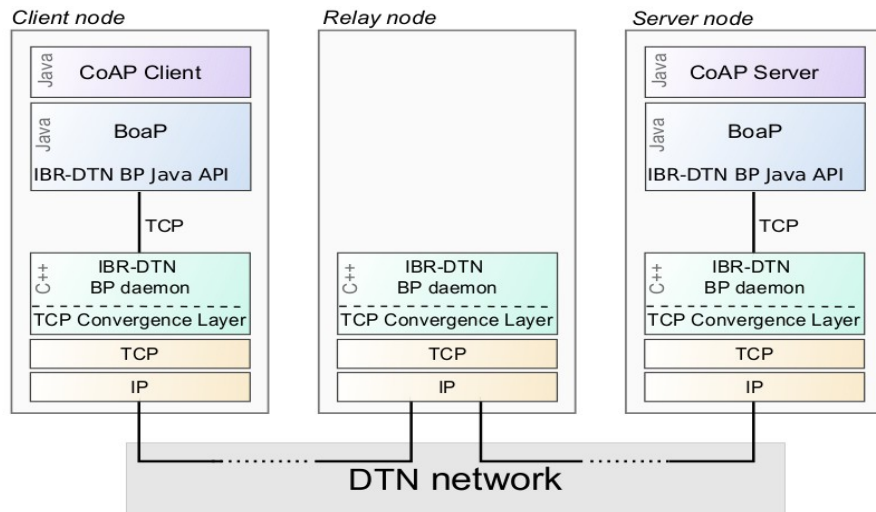 Client node
Relay node
Server node
Java
CoAP Client
Java
BoaP
IBR-DTN BP Java API
TCP
C++
IBR-DTN
BP daemon
TCP Convergence Layer
TCP
IP
C++
IBR-DTN
BP daemon
TCP Convergence Layer
TCP
IP
Java
CoAP Server
Java
BoaP
IBR-DTN BP Java API
TCP
C++
IBR-DTN
BP daemon
TCP Convergence Layer
TCP
IP
DTN network